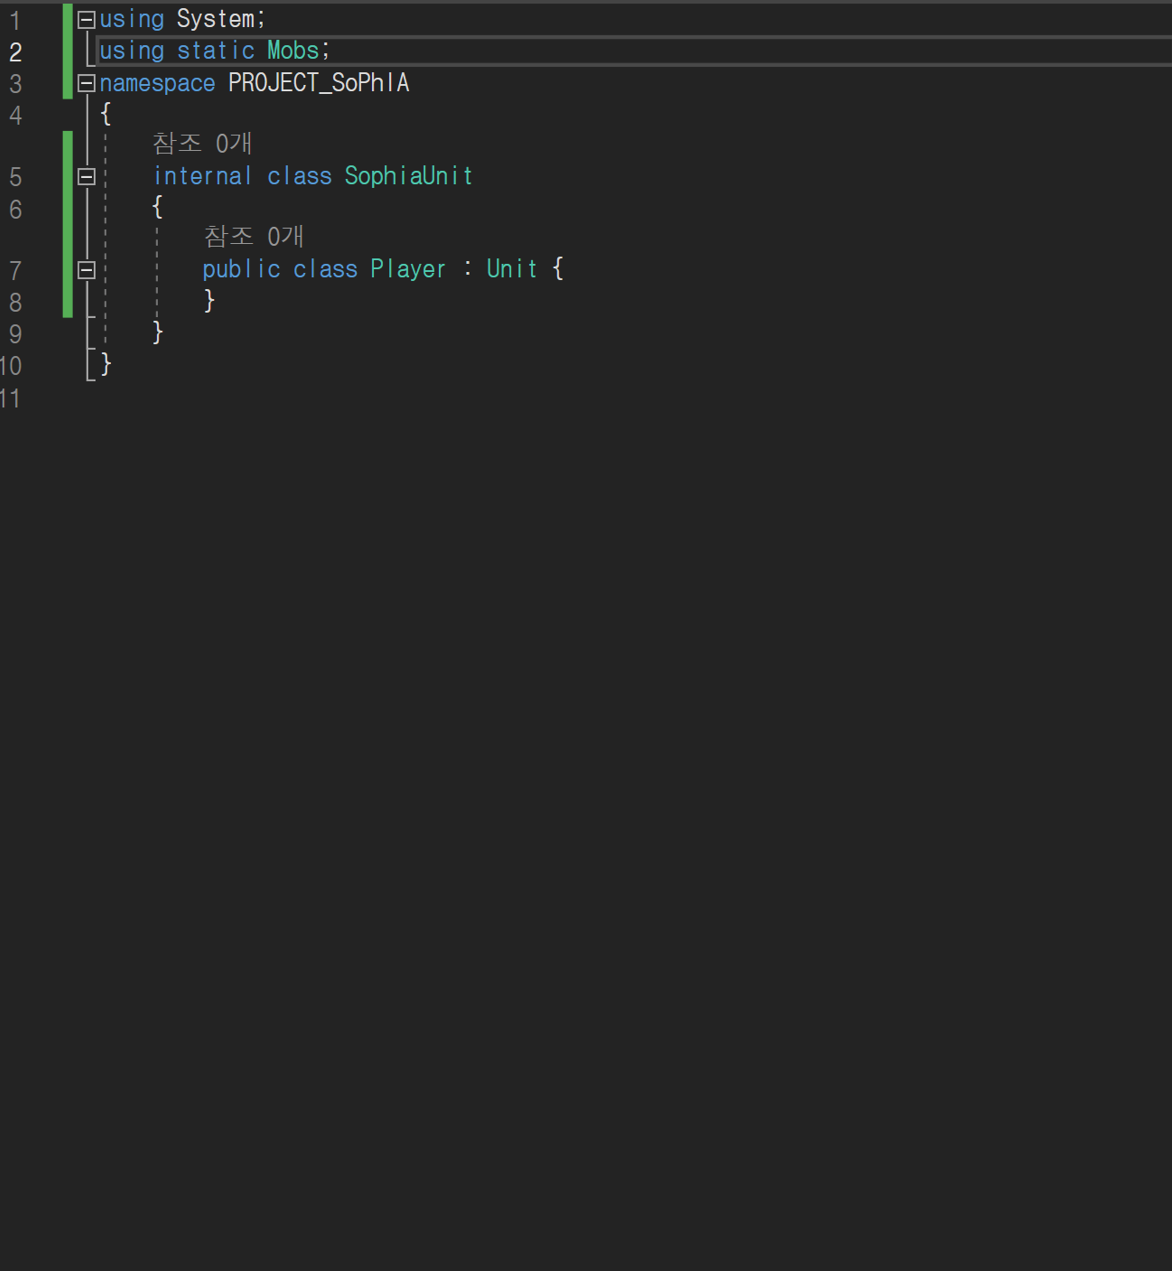 1 using System;
2 using static Mobs;
3 namespace PROJECT_SoPhIA
4 {
참조 0개
5 internal class SophiaUnit
6 {
참조 0개
7 public class Player : Unit {
8 }
9 }
10 }
11